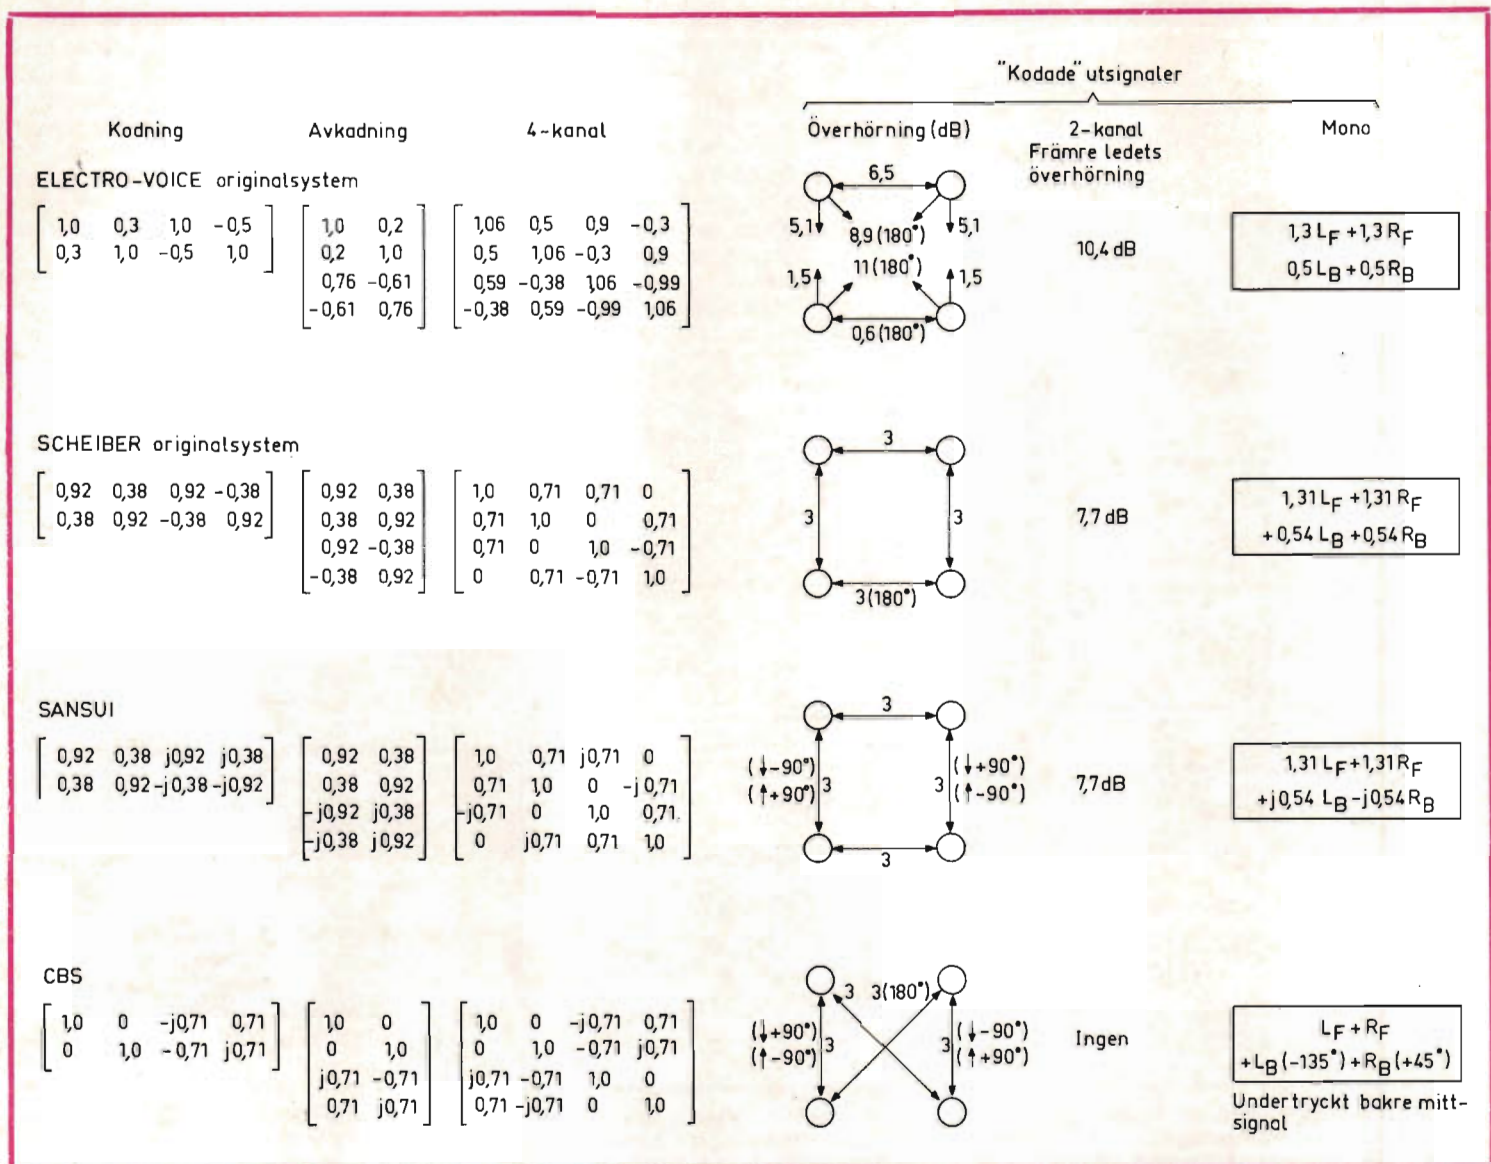 "Kodade" utsignaler
Kodning Avkadning 4-kanal Överhörning (dB) 2-kanal Främre ledets överhörning Mono
ELECTRO-VOICE originalsystem
1,0 0,3 1,0 -0,5
0,3 1,0 -0,5 1,0
1,0 0,2
0,2 1,0
0,76 -0,61
-0,61 0,76
1,06 0,5 0,9 -0,3
0,5 1,06 -0,3 0,9
0,59 -0,38 1,06 -0,99
-0,38 0,59 -0,99 1,06
6,5
5,1 8,9 (180°) 5,1
1,5 11 (180°) 1,5
0,6 (180°)
10,4 dB
1,3 LF + 1,3 RF
0,5 LB + 0,5 RB
SCHEIBER originalsystem
0,92 0,38 0,92 -0,38
0,38 0,92 -0,38 0,92
0,92 0,38
0,38 0,92
0,92 -0,38
-0,38 0,92
1,0 0,71 0,71 0
0,71 1,0 0 0,71
0,71 0 1,0 -0,71
0 0,71 -0,71 1,0
3
3 3
3 (180°)
7,7 dB
1,31 LF + 1,31 RF
+ 0,54 LB + 0,54 RB
SANSUI
0,92 0,38 j0,92 j0,38
0,38 0,92 -j0,38 -j0,92
0,92 0,38
0,38 0,92
-j0,92 j0,38
-j0,38 j0,92
1,0 0,71 j0,71 0
0,71 1,0 0 -j0,71
-j0,71 0 1,0 0,71
0 j0,71 0,71 1,0
3
(↓-90°) (↓+90°)
(↑+90°) 3 3 (↑-90°)
3
7,7 dB
1,31 LF + 1,31 RF
+j0,54 LB -j0,54 RB
CBS
1,0 0 -j0,71 0,71
0 1,0 -0,71 j0,71
1,0 0
0 1,0
j0,71 -0,71
0,71 j0,71
1,0 0 -j0,71 0,71
0 1,0 -0,71 j0,71
j0,71 -0,71 1,0 0
0,71 -j0,71 0 1,0
3 3 (180°)
(↓+90°) (↓-90°)
(↑-90°) 3 3 (↑+90°)
Ingen
LF + RF
+ LB (-135°) + RB (+45°)
Undertryckt bakre mitt-
signal